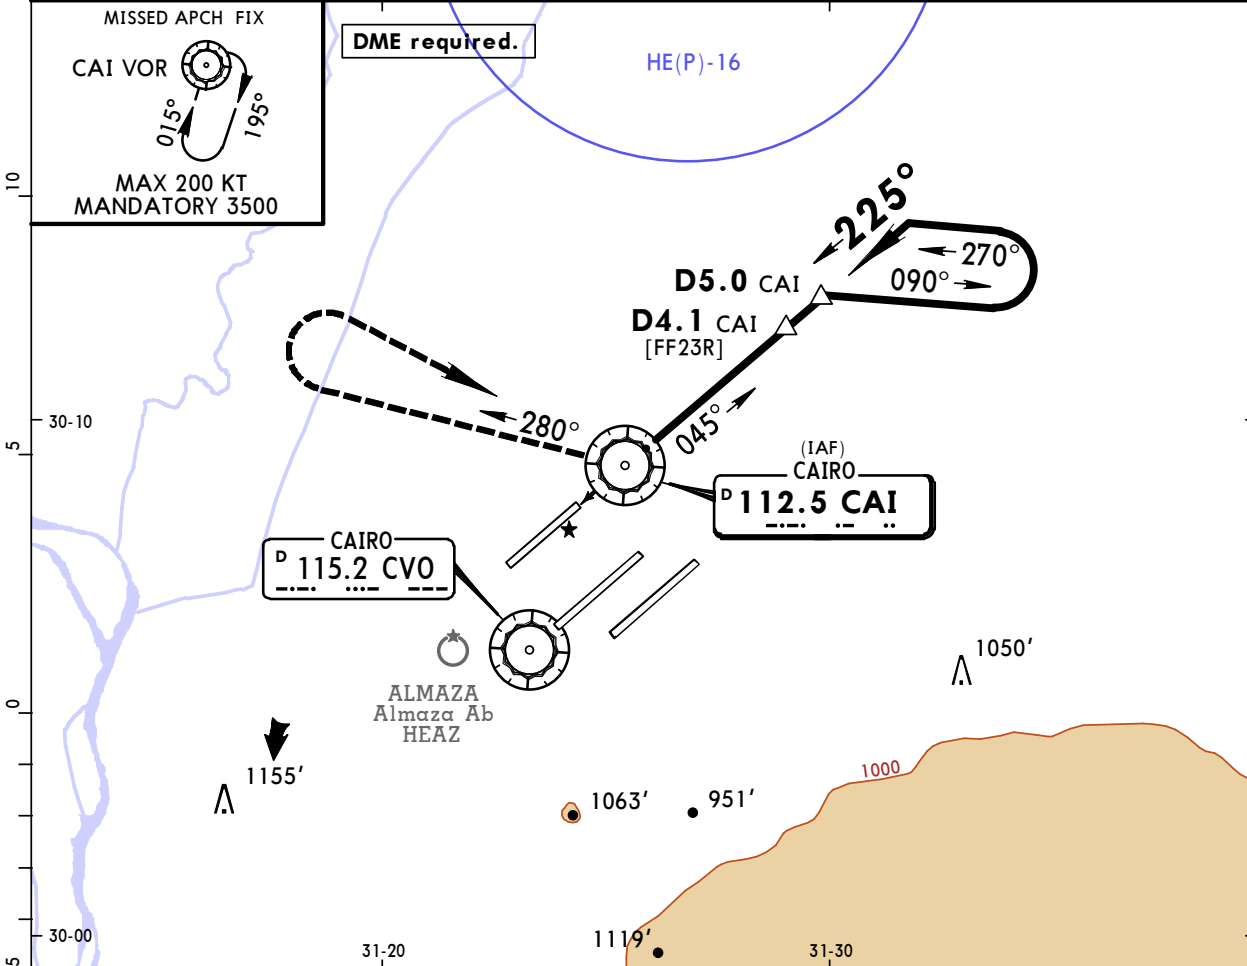 MISSED APCH FIX
CAI VOR
015°
195°
MAX 200 KT
MANDATORY 3500
DME required.
HE(P)-16
10
225°
270°
090°
D5.0 CAI
D4.1 CAI
[FF23R]
045°
280°
30-10
5
(IAF)
CAIRO
D 112.5 CAI
CAIRO
D 115.2 CVO
ALMAZA
Almaza Ab
HEAZ
1050'
0
1155'
1000
1063'
951'
1119'
30-00
31-20
31-30
5